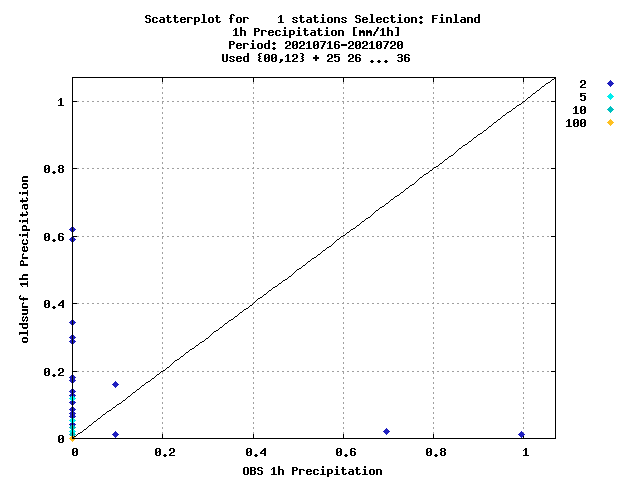 Scatterplot for    1 stations Selection: Finland
1h Precipitation [mm/1h]
Period: 20210716-20210720
Used {00,12} + 25 26 ... 36
2
5
10
100
oldsurf 1h Precipitation
1
0.8
0.6
0.4
0.2
0
0 0.2 0.4 0.6 0.8 1
OBS 1h Precipitation